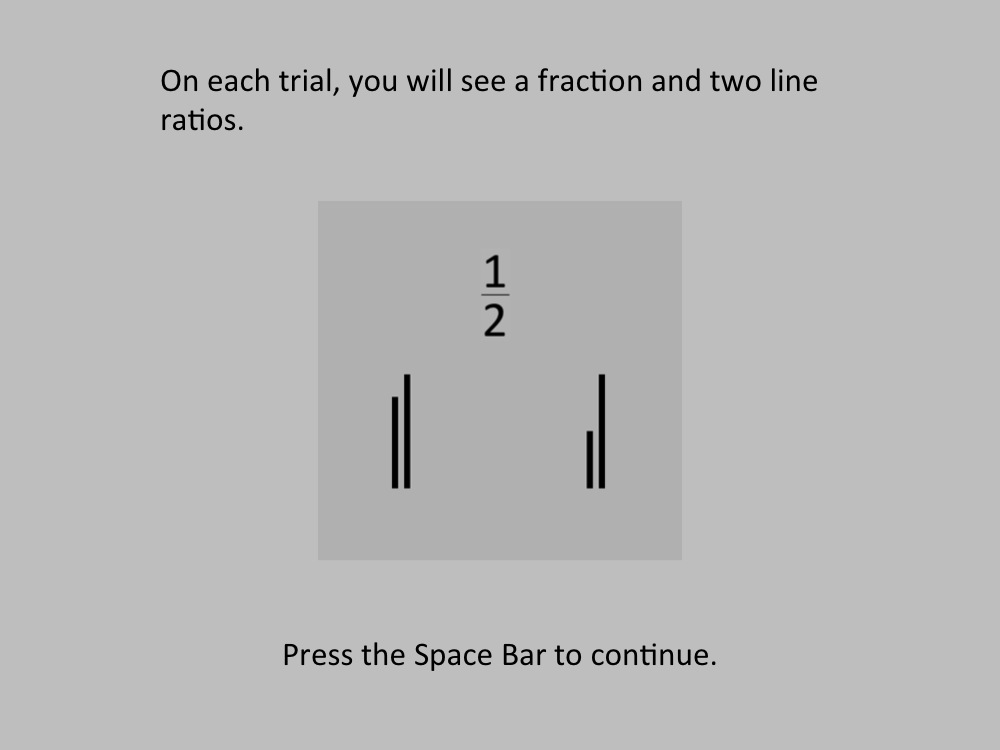 On each trial, you will see a fraction and two line
ratios.
1
2
Press the Space Bar to continue.